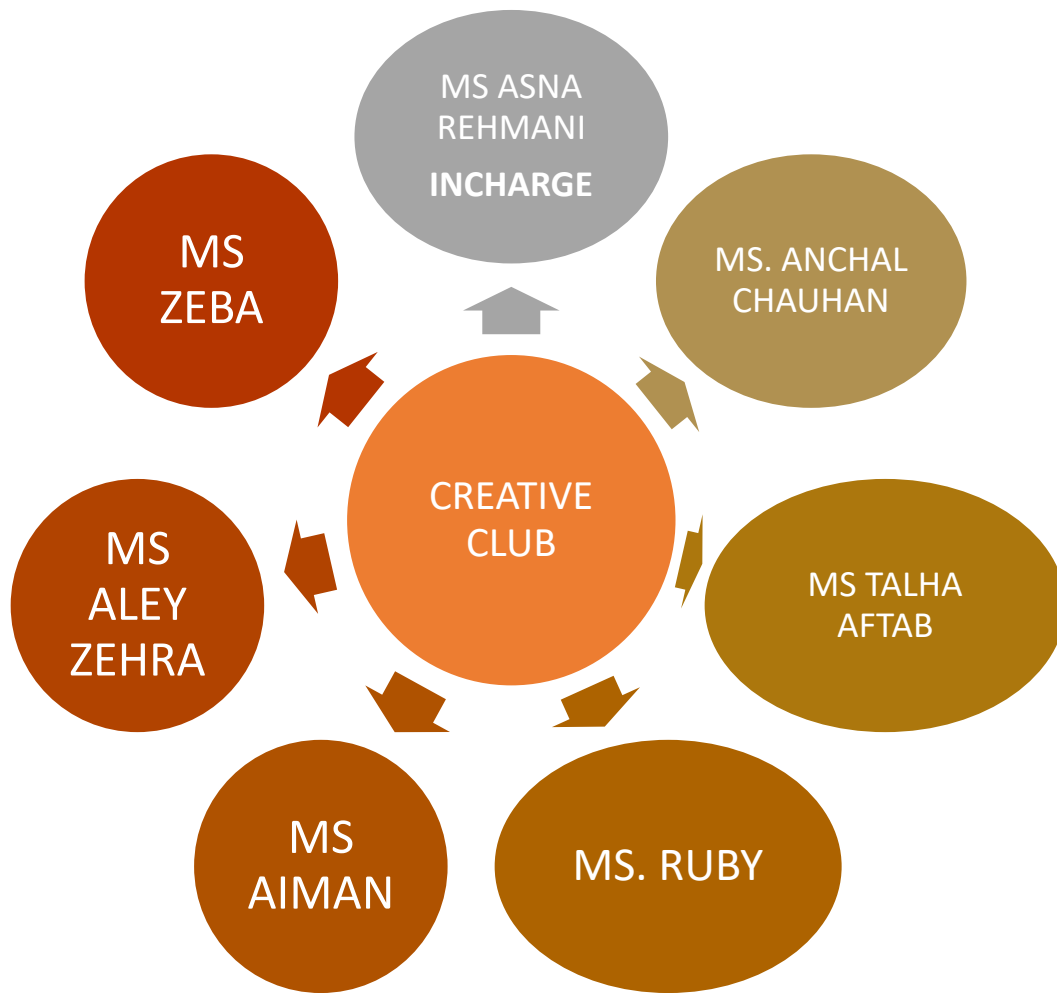 MS ASNA
REHMANI
INCHARGE
MS. ANCHAL
CHAUHAN
MS TALHA
AFTAB
MS. RUBY
MS
AIMAN
MS
ALEY
ZEHRA
MS
ZEBA
CREATIVE
CLUB